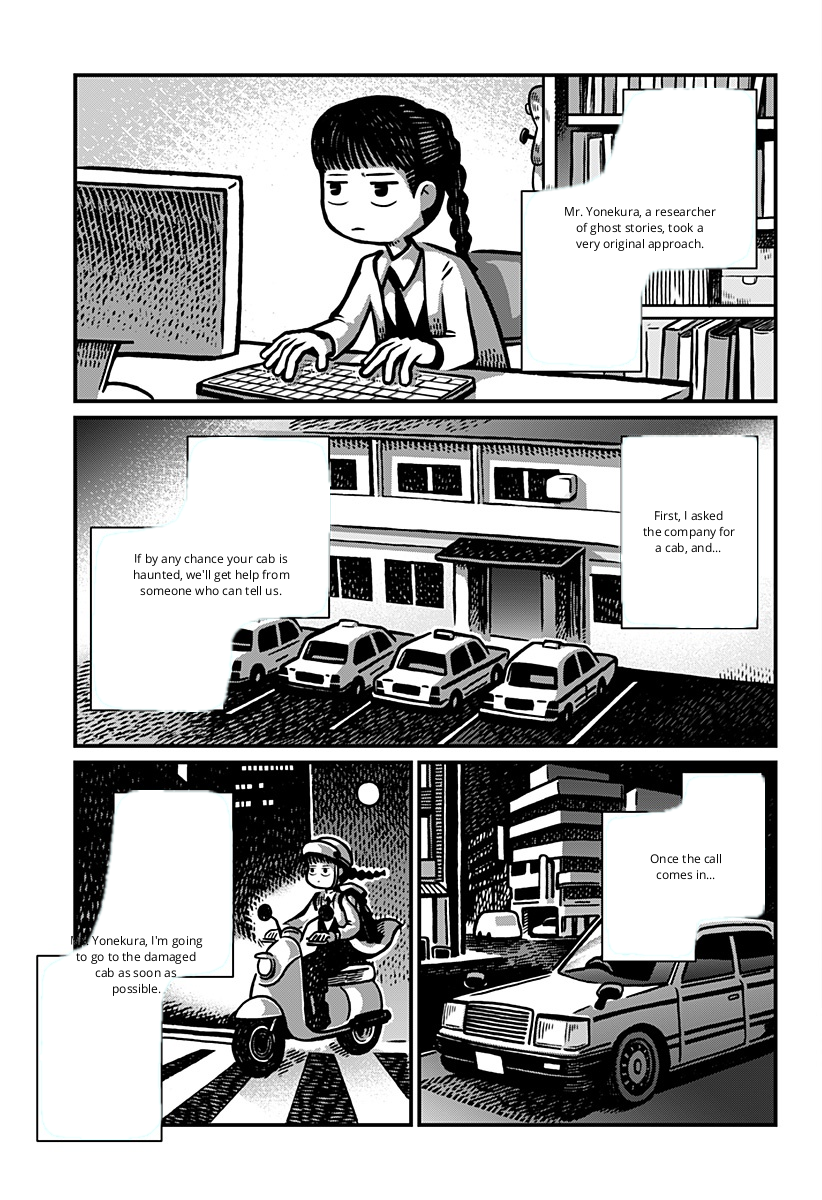 Mr. Yonekura, a researcher
of ghost stories, took a
very original approach.
First, I asked
the company for
a cab, and...
If by any chance your cab is
haunted, we'll get help from
someone who can tell us.
Once the call
comes in...
Mr. Yonekura, I'm going
to go to the damaged
cab as soon as
possible.